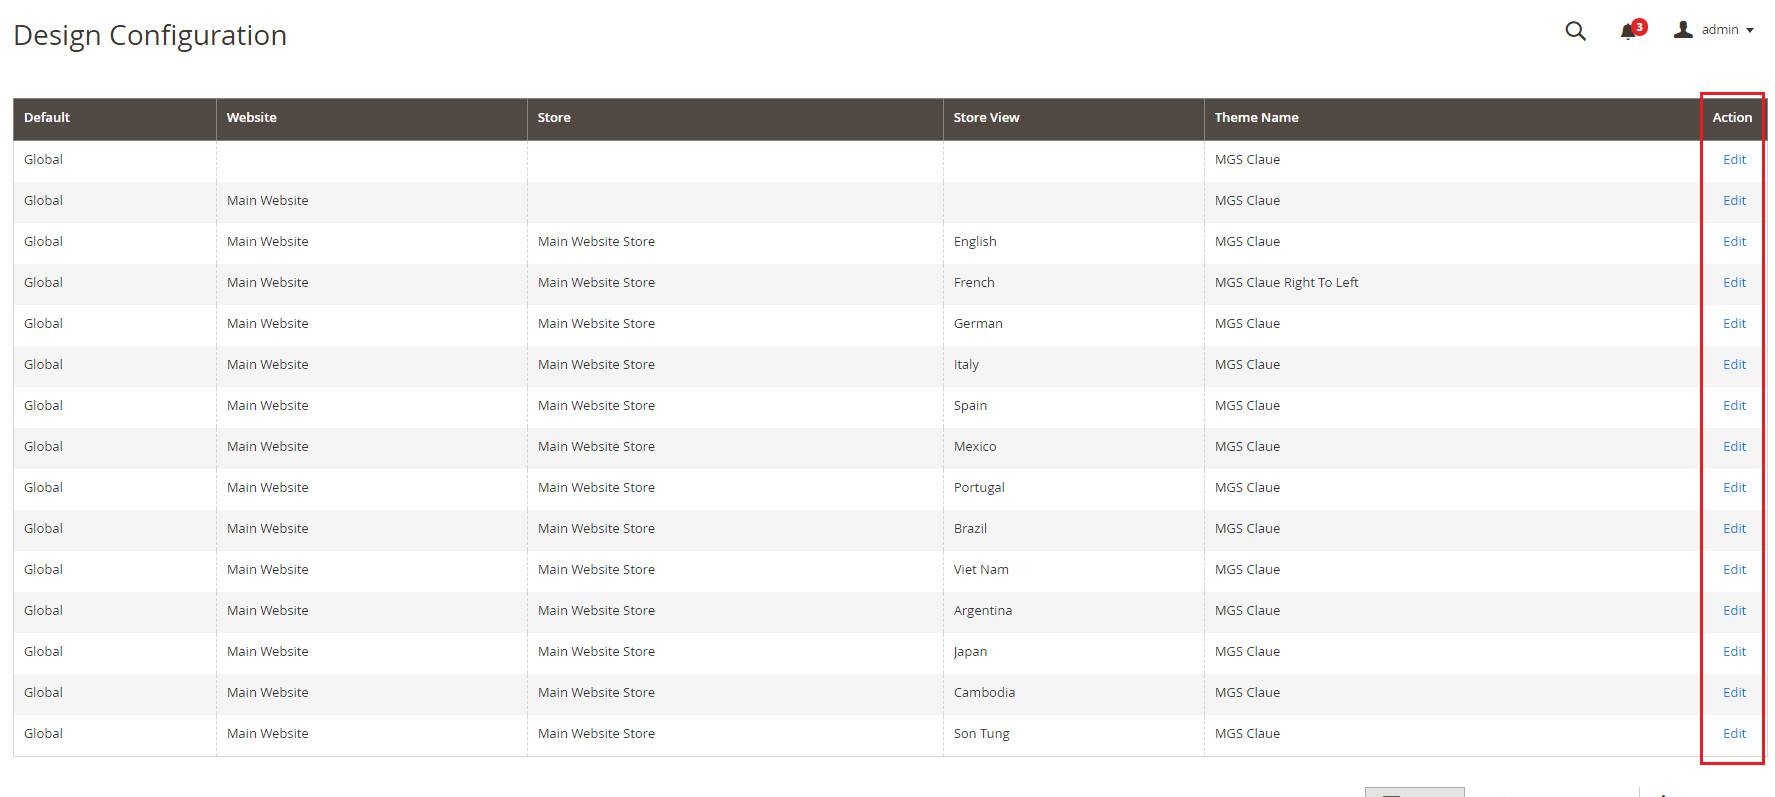 Design Configuration
3
admin
Default Website Store Store View Theme Name Action
Global MGS Claue Edit
Global Main Website MGS Claue Edit
Global Main Website Main Website Store English MGS Claue Edit
Global Main Website Main Website Store French MGS Claue Right To Left Edit
Global Main Website Main Website Store German MGS Claue Edit
Global Main Website Main Website Store Italy MGS Claue Edit
Global Main Website Main Website Store Spain MGS Claue Edit
Global Main Website Main Website Store Mexico MGS Claue Edit
Global Main Website Main Website Store Portugal MGS Claue Edit
Global Main Website Main Website Store Brazil MGS Claue Edit
Global Main Website Main Website Store Viet Nam MGS Claue Edit
Global Main Website Main Website Store Argentina MGS Claue Edit
Global Main Website Main Website Store Japan MGS Claue Edit
Global Main Website Main Website Store Cambodia MGS Claue Edit
Global Main Website Main Website Store Son Tung MGS Claue Edit